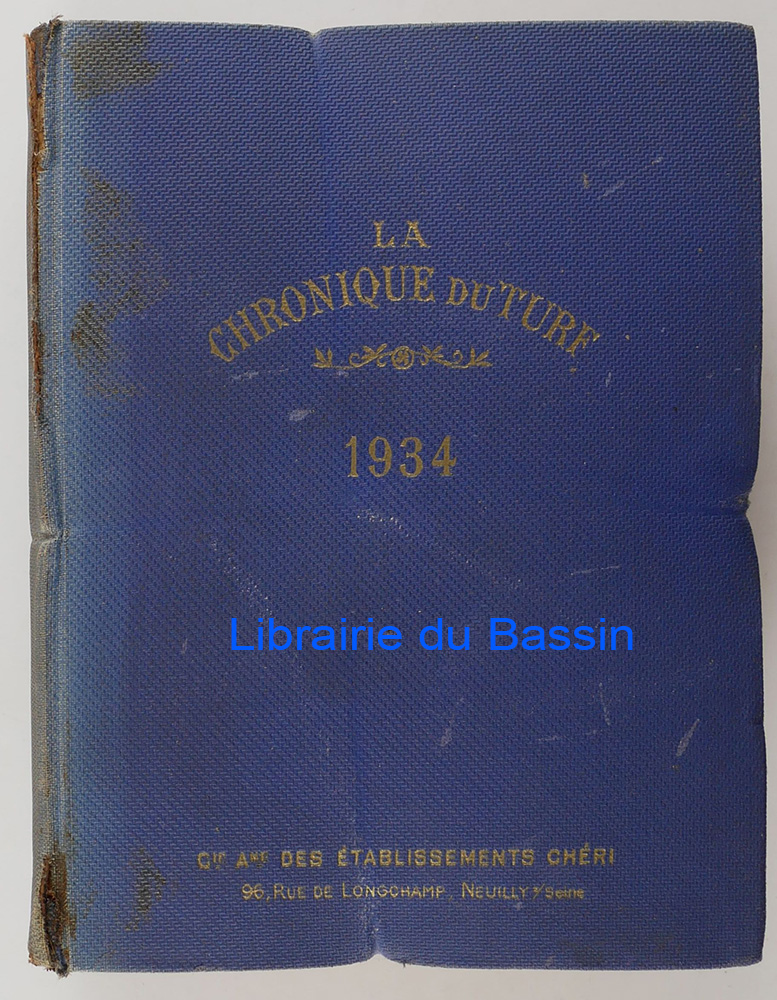 LA
CHRONIQUE DU TURF
1934
Librairie du Bassin
Cie Ame DES ÉTABLISSEMENTS CHÉRI
96, RUE DE LONGCHAMP. NEUILLY s/Seine